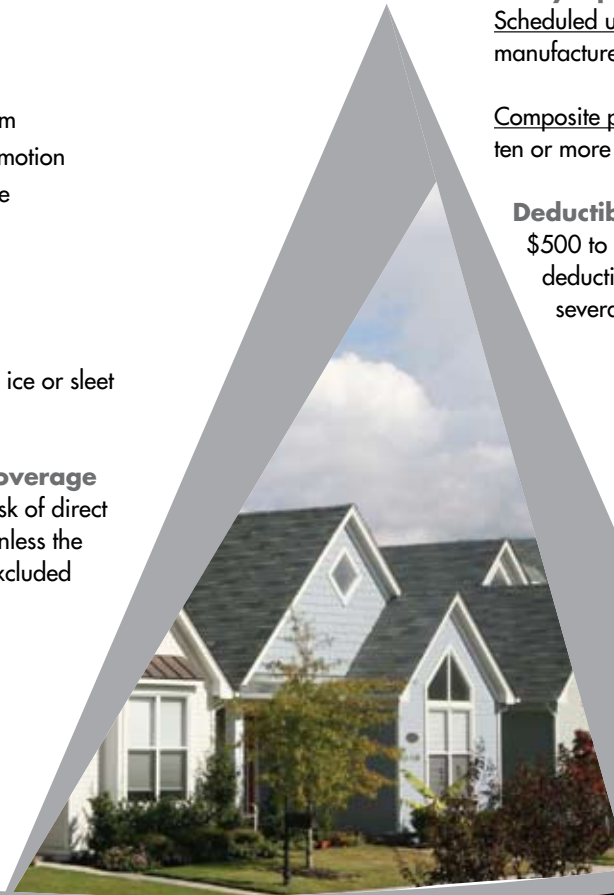 m
motion
e
ice or sleet
overage
sk of direct
nless the
xcluded
Scheduled u
manufacture
Composite p
ten or more
Deductib
$500 to
deducti
severa